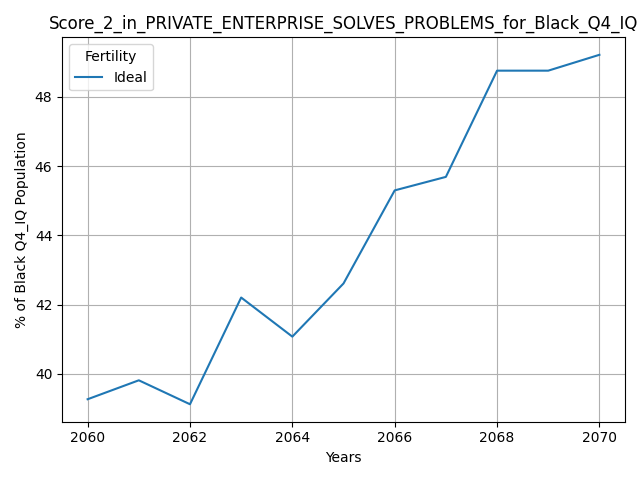 Score_2_in_PRIVATE_ENTERPRISE_SOLVES_PROBLEMS_for_Black_Q4_IQ
Fertility
Ideal
% of Black Q4_IQ Population
48
46
44
42
40
2060
2062
2064
2066
2068
2070
Years